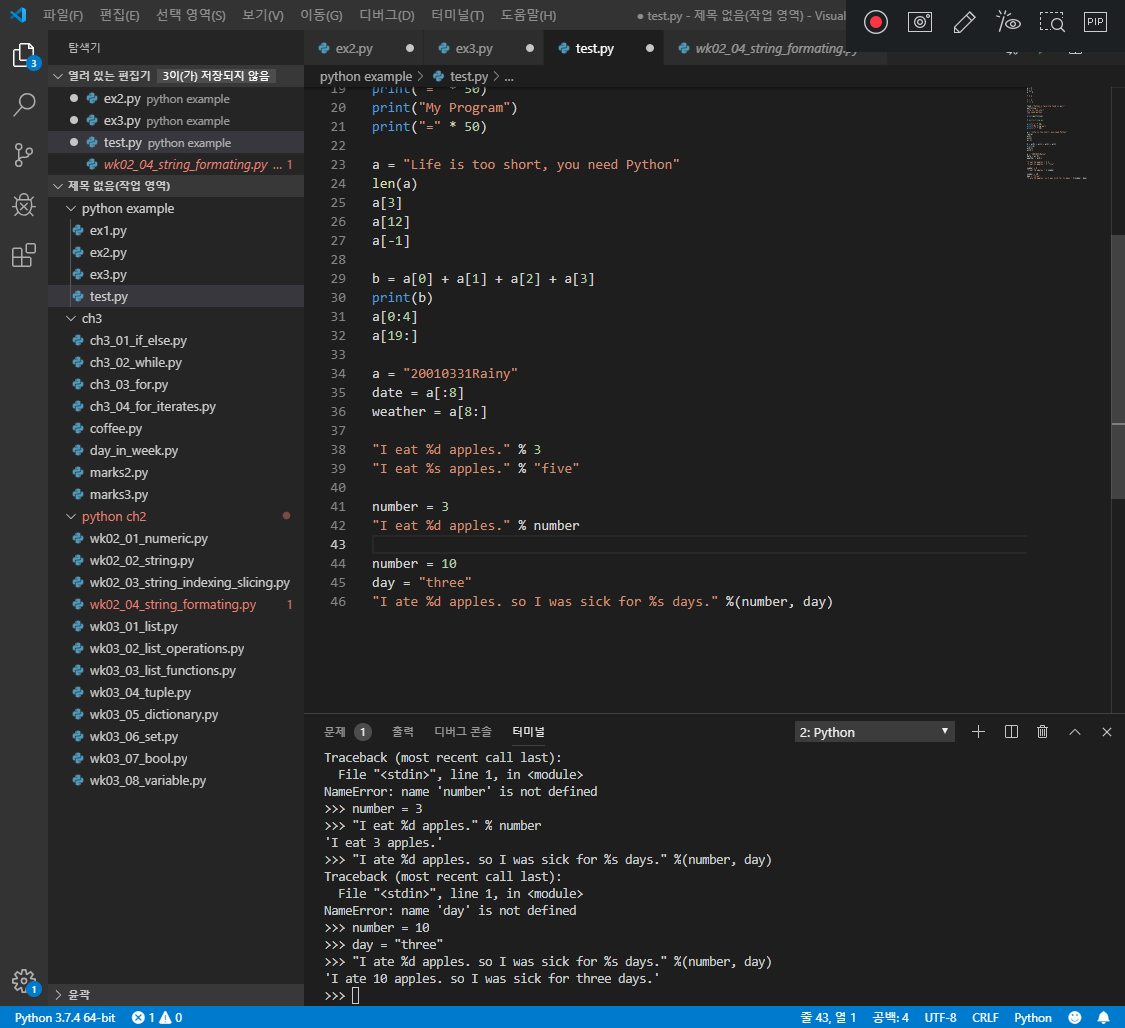 파일(F) 편집(E) 선택 영역(S) 보기(V) 이동(G) 디버그(D) 터미널(T) 도움말(H) ● test.py - 제목 없음(작업 영역) - Visual
PIP
탐색기
ex2.py ● ex3.py ● test.py ● wk02_04_string_formating.py
3
열려 있는 편집기 3이(가) 저장되지 않음
● ex2.py python example
● ex3.py python example
● test.py python example
wk02_04_string_formating.py ... 1
제목 없음(작업 영역)
python example
ex1.py
ex2.py
ex3.py
test.py
ch3
ch3_01_if_else.py
ch3_02_while.py
ch3_03_for.py
ch3_04_for_iterates.py
coffee.py
day_in_week.py
marks2.py
marks3.py
python ch2
wk02_01_numeric.py
wk02_02_string.py
wk02_03_string_indexing_slicing.py
wk02_04_string_formating.py 1
wk03_01_list.py
wk03_02_list_operations.py
wk03_03_list_functions.py
wk03_04_tuple.py
wk03_05_dictionary.py
wk03_06_set.py
wk03_07_bool.py
wk03_08_variable.py
윤곽
1
python example > test.py > ...
19 print("=" * 50)
20 print("My Program")
21 print("=" * 50)
22
23 a = "Life is too short, you need Python"
24 len(a)
25 a[3]
26 a[12]
27 a[-1]
28
29 b = a[0] + a[1] + a[2] + a[3]
30 print(b)
31 a[0:4]
32 a[19:]
33
34 a = "20010331Rainy"
35 date = a[:8]
36 weather = a[8:]
37
38 "I eat %d apples." % 3
39 "I eat %s apples." % "five"
40
41 number = 3
42 "I eat %d apples." % number
43
44 number = 10
45 day = "three"
46 "I ate %d apples. so I was sick for %s days." %(number, day)
문제 1 출력 디버그 콘솔 터미널 2: Python
Traceback (most recent call last):
  File "<stdin>", line 1, in <module>
NameError: name 'number' is not defined
>>> number = 3
>>> "I eat %d apples." % number
'I eat 3 apples.'
>>> "I ate %d apples. so I was sick for %s days." %(number, day)
Traceback (most recent call last):
  File "<stdin>", line 1, in <module>
NameError: name 'day' is not defined
>>> number = 10
>>> day = "three"
>>> "I ate %d apples. so I was sick for %s days." %(number, day)
'I ate 10 apples. so I was sick for three days.'
>>>
Python 3.7.4 64-bit 1 0 줄 43, 열 1 공백: 4 UTF-8 CRLF Python